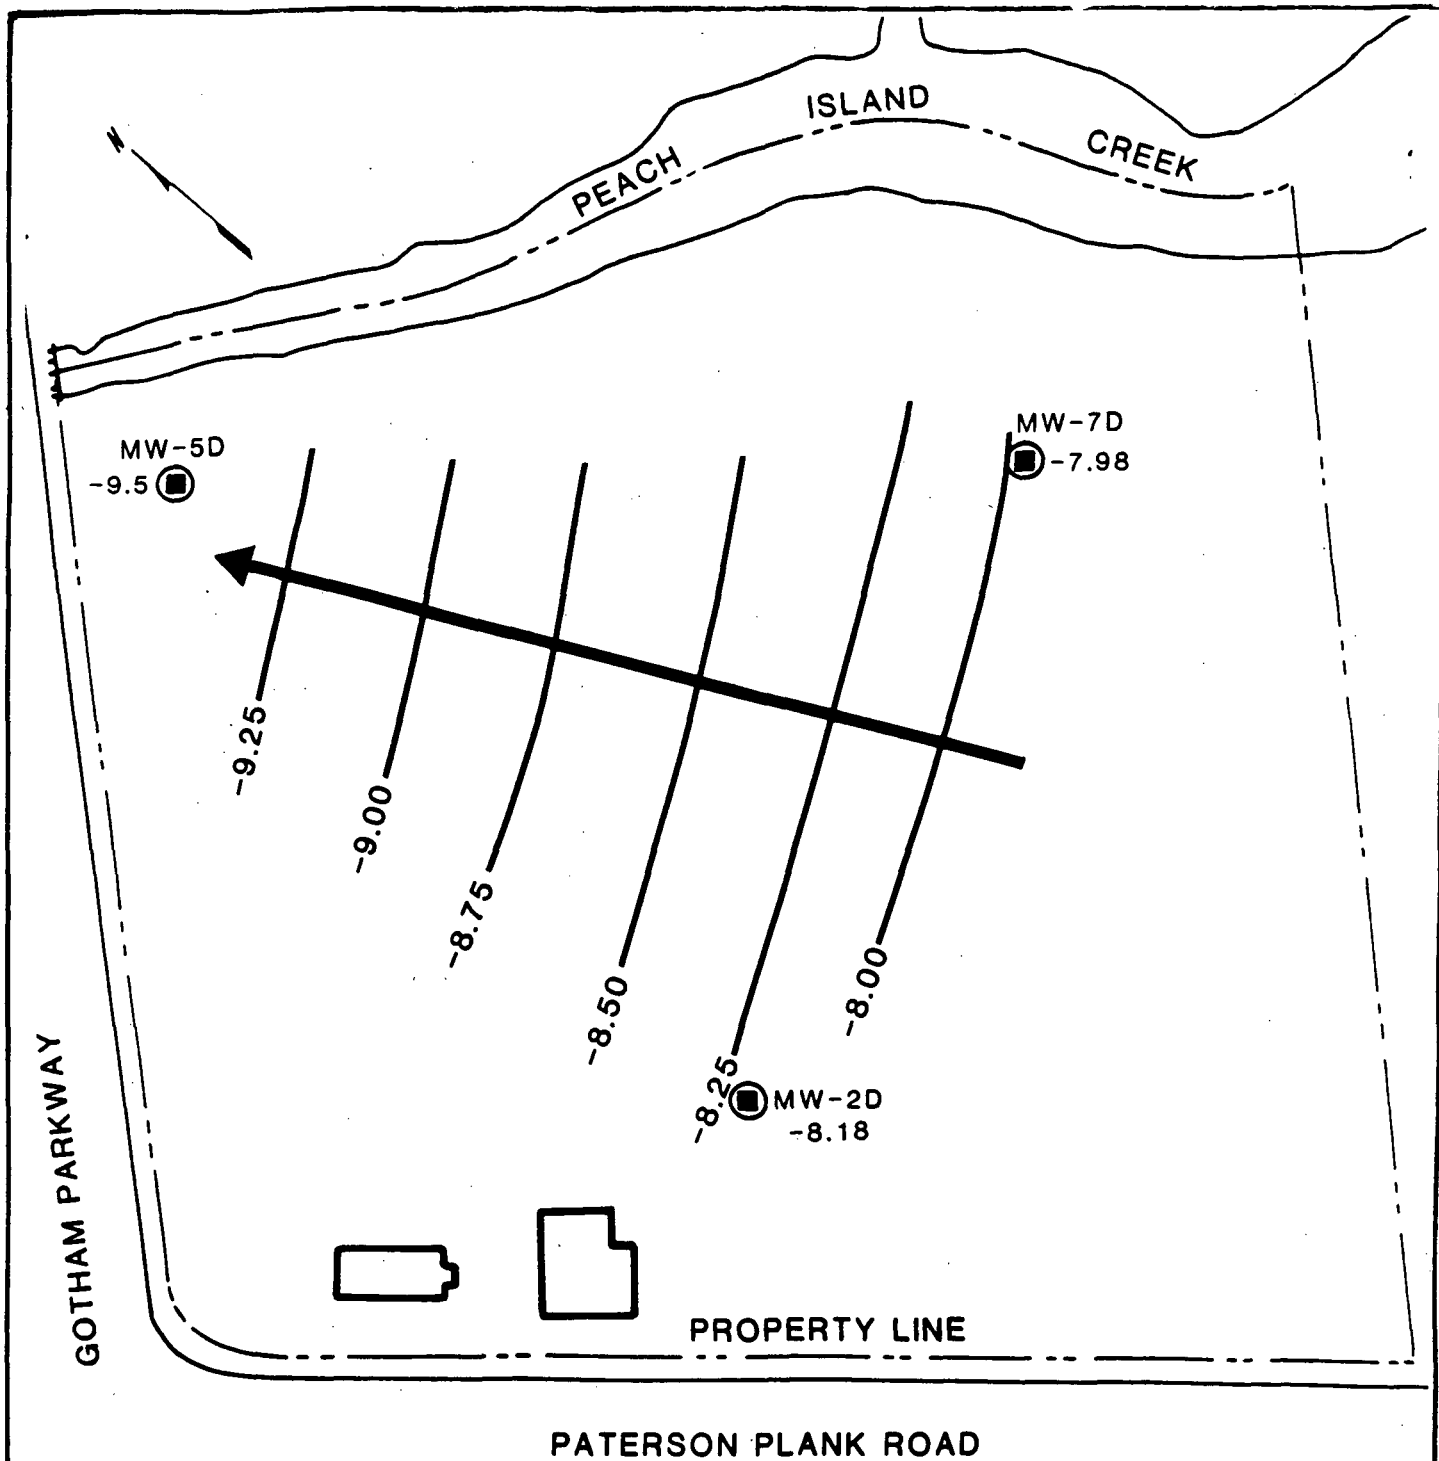 ISLAND
CREEK
PEACH
N
MW-5D
-9.5
MW-7D
-7.98
-9.25
-9.00
-8.75
-8.50
-8.25
-8.00
MW-2D
-8.18
GOTHAM PARKWAY
PROPERTY LINE
PATERSON PLANK ROAD